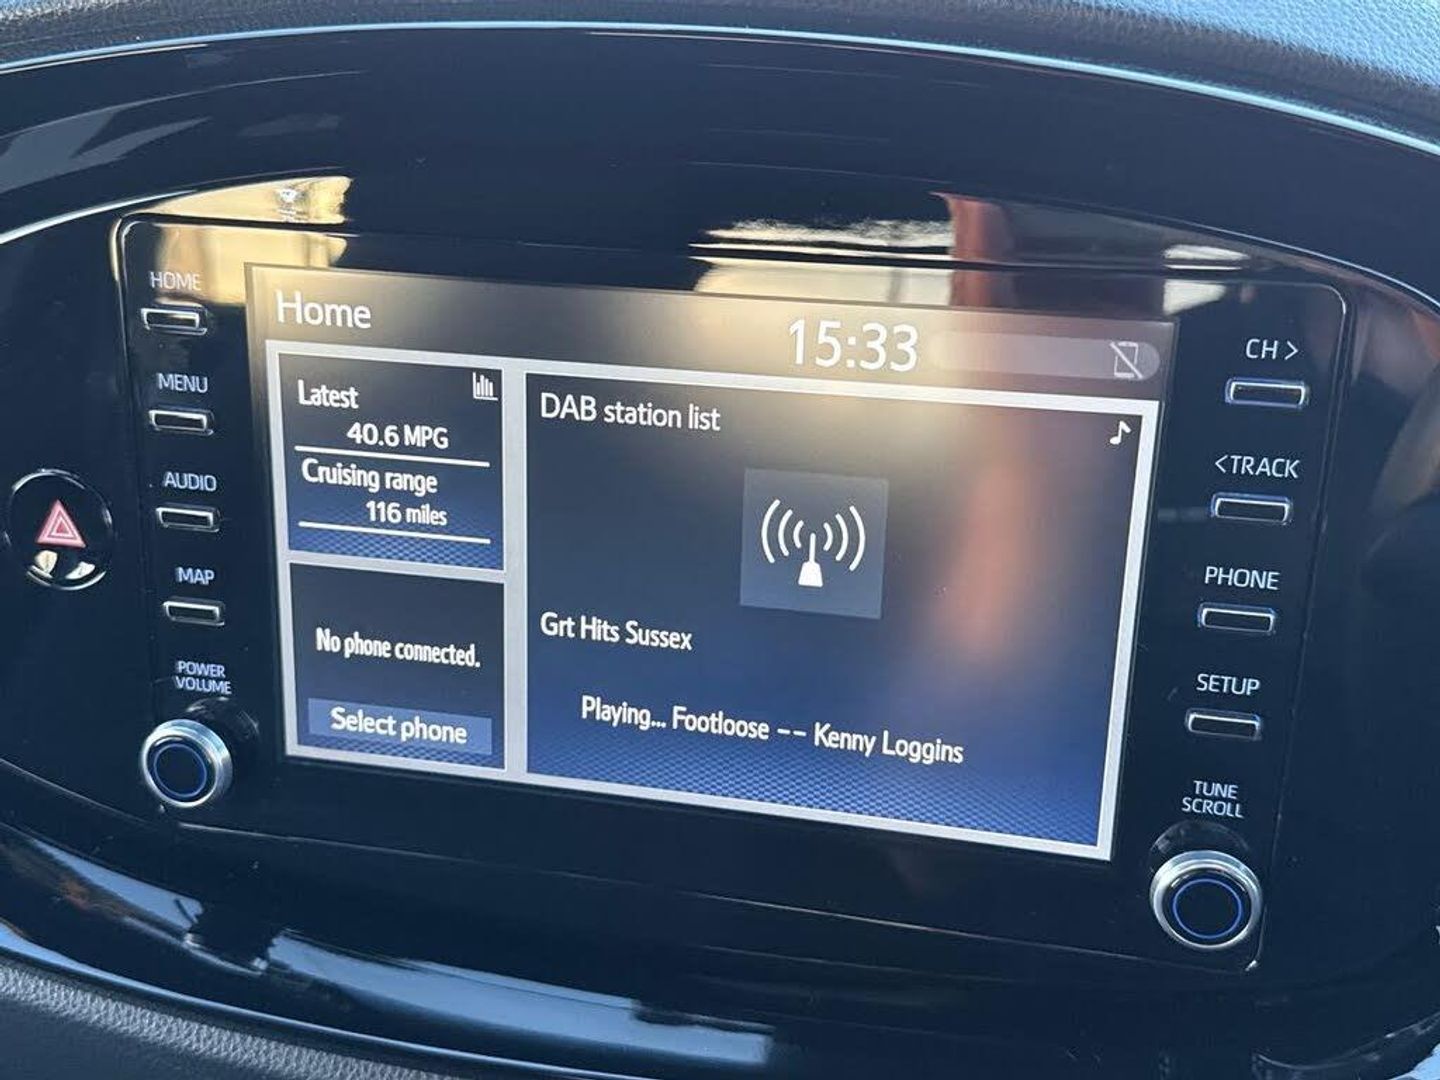 HOME
MENU
AUDIO
MAP
POWER
VOLUME
Home
15:33
Latest
40.6 MPG
Cruising range
116 miles
No phone connected.
Select phone
DAB station list
Grt Hits Sussex
Playing... Footloose -- Kenny Loggins
CH >
<TRACK
PHONE
SETUP
TUNE
SCROLL